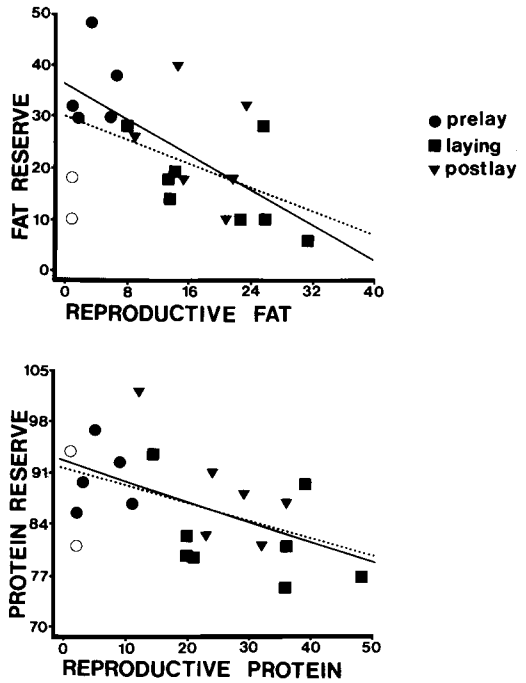 50
40
30
20
10
0
FAT RESERVE
0 8 16 24 32 40
REPRODUCTIVE FAT
prelay
laying
postlay
105
98
91
84
77
70
PROTEIN RESERVE
0 10 20 30 40 50
REPRODUCTIVE PROTEIN